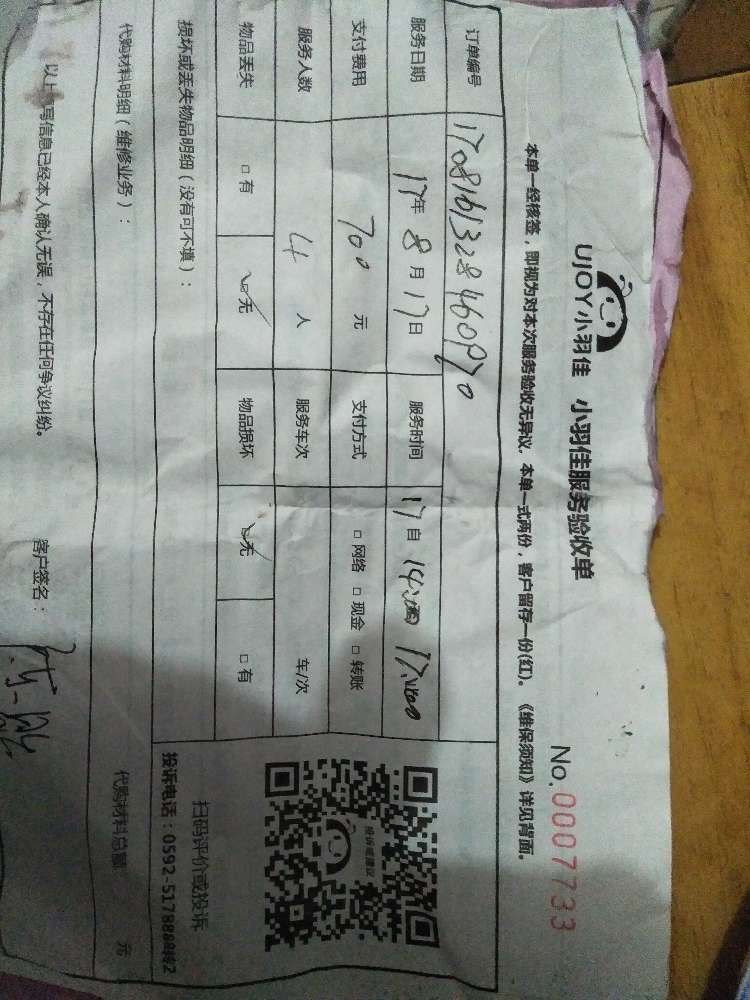 UJOY小羽佳 小羽佳服务验收单
No.0007733
本单一经核签，即视为对本次服务验收无异议。本单一式两份，客户留存一份(红)。《维保须知》详见背面。
订单编号
服务日期 17年8月17日 服务时间 17
支付费用 700 元 支付方式 □网络 □现金 □转账
服务人数 4 人 服务车次 车/次
物品丢失 □有 ☑无 物品损坏 ☑无 □有
损坏或丢失物品明细（没有可不填）：
投诉或建议
扫码评价或投诉
投诉电话：0592-5178888转2
代购材料明细（维修业务）： 代购材料总额 元
以上 写信息已经本人确认无误，不存在任何争议纠纷。 客户签名：